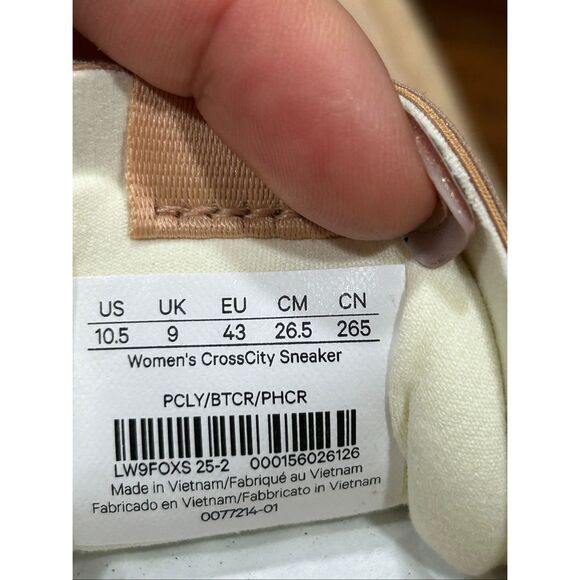 US UK EU CM CN
10.5 9 43 26.5 265
Women's CrossCity Sneaker
PCLY/BTCR/PHCR
LW9FOXS 25-2 000156026126
Made in Vietnam/Fabriqué au Vietnam
Fabricado en Vietnam/Fabbricato in Vietnam
0077214-01